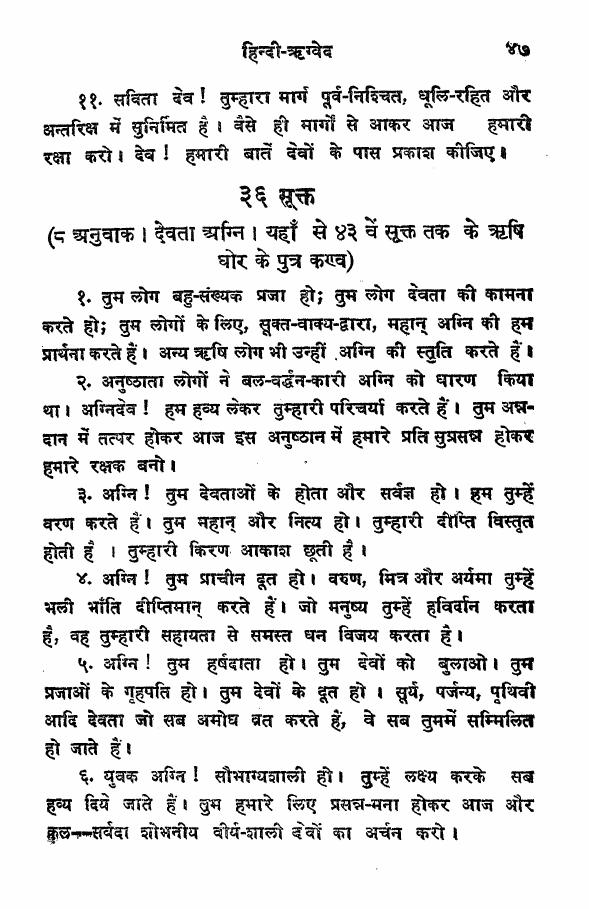 हिन्दी-ऋग्वेद ४७
११. सविता देव ! तुम्हारा मार्ग पूर्व-निश्चित, धूलि-रहित और
अन्तरिक्ष में सुनिर्मित है। वैसे ही मार्गों से आकर आज हमारी
रक्षा करो। देव ! हमारी बातें देवों के पास प्रकाश कीजिए।
३६ सूक्त
(८ अनुवाक। देवता अग्नि। यहाँ से ४३ वें सूक्त तक के ऋषि
घोर के पुत्र कण्व)
१. तुम लोग बहु-संख्यक प्रजा हो; तुम लोग देवता की कामना
करते हो; तुम लोगों के लिए, सूक्त-वाक्य-द्वारा, महान् अग्नि की हम
प्रार्थना करते हैं। अन्य ऋषि लोग भी उन्हीं अग्नि की स्तुति करते हैं।
२. अनुष्ठाता लोगों ने बल-वर्द्धन-कारी अग्नि को धारण किया
था। अग्निदेव ! हम हव्य लेकर तुम्हारी परिचर्या करते हैं। तुम अन्न-
दान में तत्पर होकर आज इस अनुष्ठान में हमारे प्रति सुप्रसन्न होकर
हमारे रक्षक बनो।
३. अग्नि ! तुम देवताओं के होता और सर्वज्ञ हो। हम तुम्हें
वरण करते हैं। तुम महान् और नित्य हो। तुम्हारी दीप्ति विस्तृत
होती है । तुम्हारी किरण आकाश छूती है।
४. अग्नि ! तुम प्राचीन दूत हो। वरुण, मित्र और अर्यमा तुम्हें
भली भाँति दीप्तिमान् करते हैं। जो मनुष्य तुम्हें हविर्दान करता
है, वह तुम्हारी सहायता से समस्त धन विजय करता है।
५. अग्नि ! तुम हर्षदाता हो। तुम देवों को बुलाओ। तुम
प्रजाओं के गृहपति हो। तुम देवों के दूत हो । सूर्य, पर्जन्य, पृथिवी
आदि देवता जो सब अमोघ व्रत करते हैं, वे सब तुममें सम्मिलित
हो जाते हैं।
६. युवक अग्नि ! सौभाग्यशाली हो। तुम्हें लक्ष्य करके सब
हव्य दिये जाते हैं। तुम हमारे लिए प्रसन्न-मना होकर आज और
कल—सर्वदा शोभनीय वीर्य-शाली देवों का अर्चन करो।